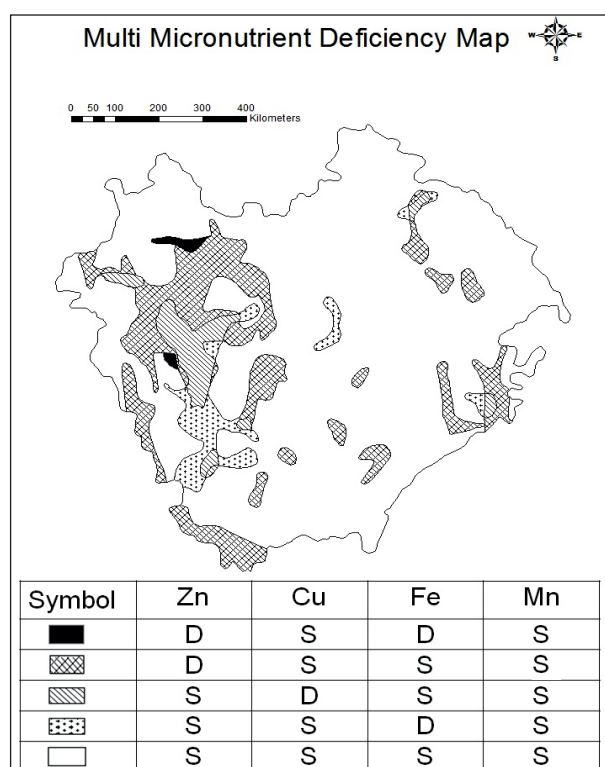 Multi Micronutrient Deficiency Map
W E
S
0 50 100 200 300 400
Kilometers
Symbol Zn Cu Fe Mn
D S D S
D S S S
S D S S
S S D S
S S S S